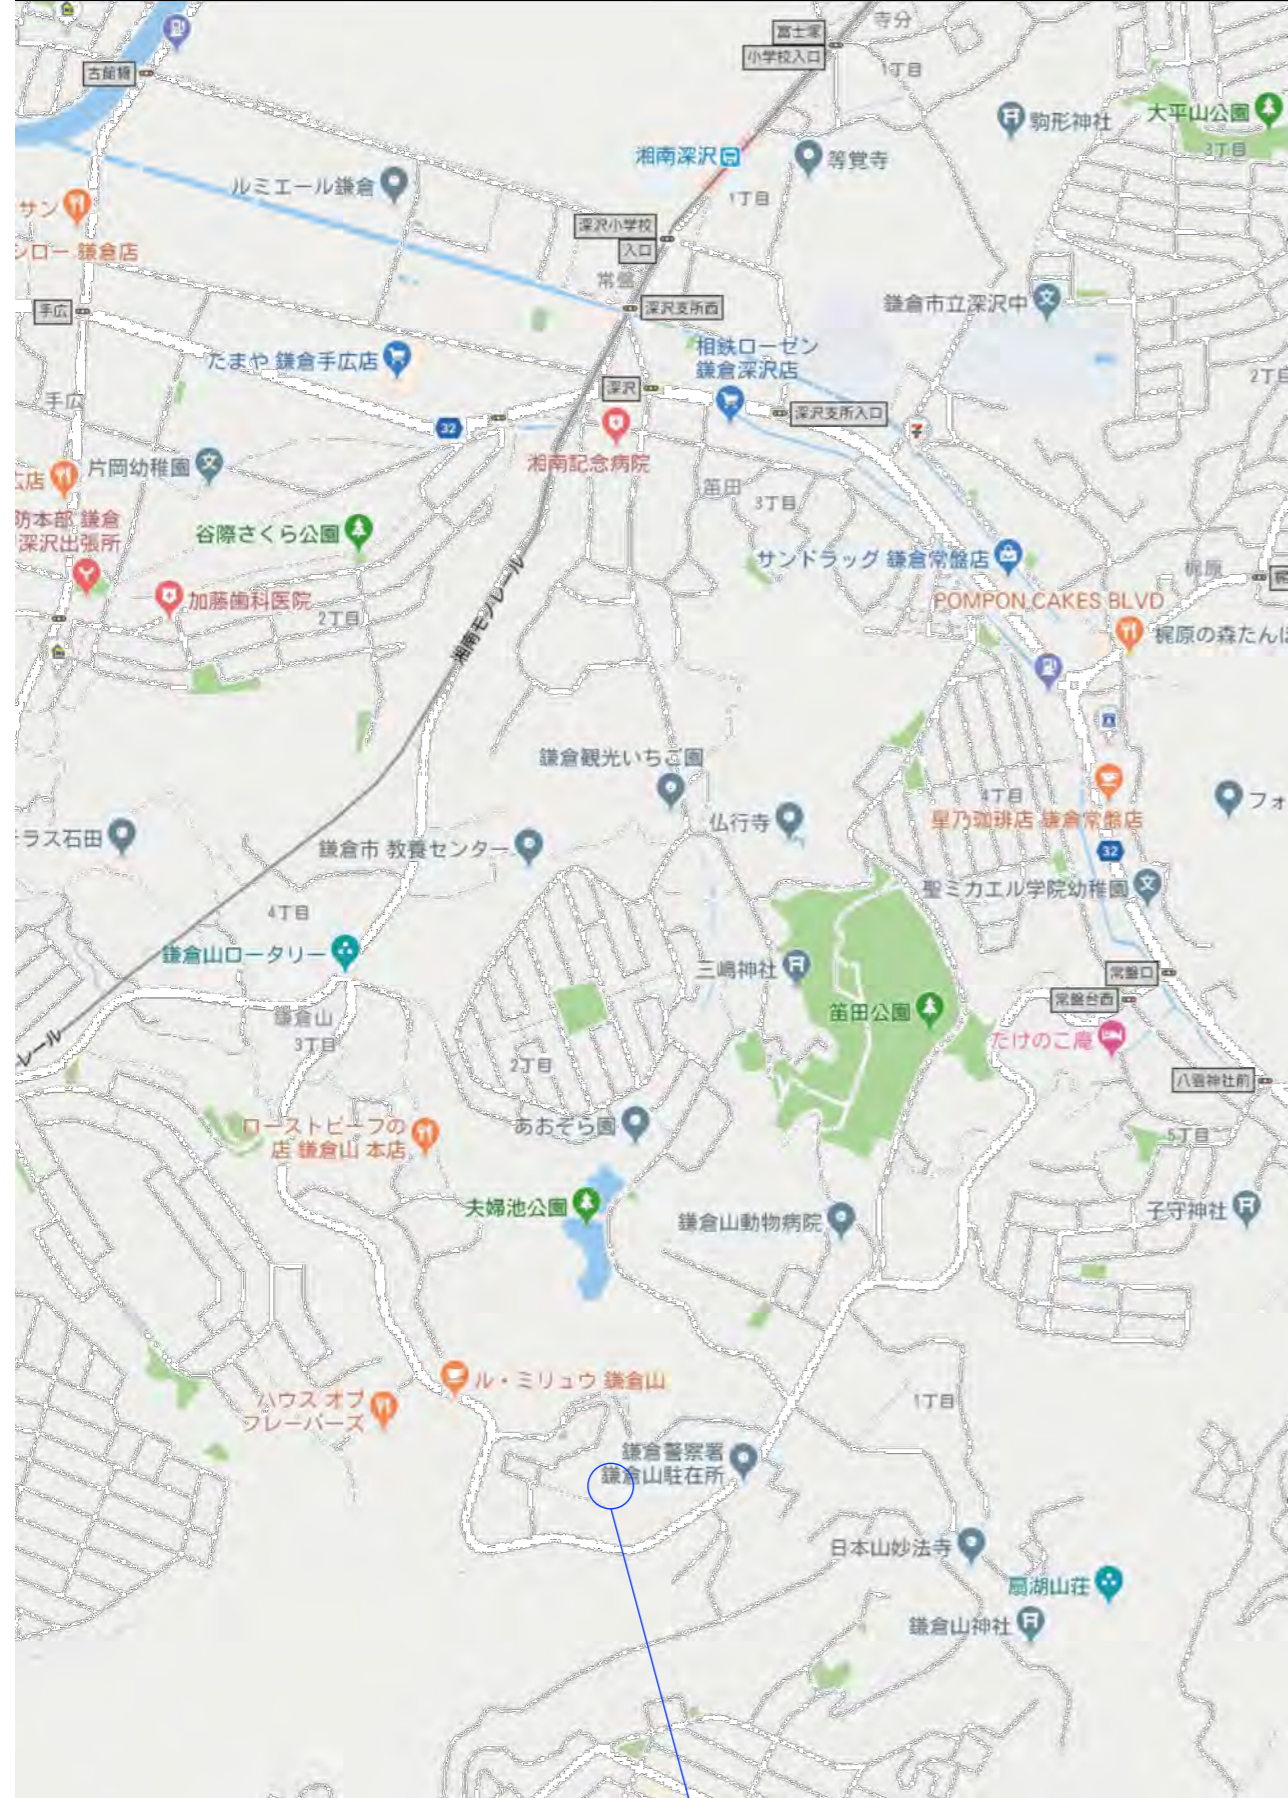 寺分
富士塚
小学校入口
1丁目
古館橋
大平山公園
駒形神社
3丁目
湘南深沢
等覚寺
ルミエール鎌倉
1丁目
サン
シロー 鎌倉店
深沢小学校
入口
常盤
深沢支所西
鎌倉市立深沢中
手広
相鉄ローゼン
鎌倉深沢店
たまや 鎌倉手広店
2丁目
手広
深沢
深沢支所入口
32
湘南記念病院
片岡幼稚園
広店
笛田
3丁目
防本部 鎌倉
深沢出張所
谷際さくら公園
サンドラッグ 鎌倉常盤店
梶原
加藤歯科医院
2丁目
POMPON CAKES BLVD
湘南モノレール
梶原の森たんぽ
鎌倉観光いちご園
4丁目
フォ
星乃珈琲店 鎌倉常盤店
仏行寺
テラス石田
鎌倉市 教養センター
32
聖ミカエル学院幼稚園
4丁目
鎌倉山ロータリー
三嶋神社
常盤口
常盤台西
笛田公園
鎌倉山
3丁目
たけのこ庵
レール
2丁目
八雲神社前
あおぞら園
ローストビーフの
店 鎌倉山 本店
5丁目
夫婦池公園
鎌倉山動物病院
子守神社
ル・ミリュウ 鎌倉山
ハウス オブ
フレーバーズ
1丁目
鎌倉警察署
鎌倉山駐在所
日本山妙法寺
扇湖山荘
鎌倉山神社